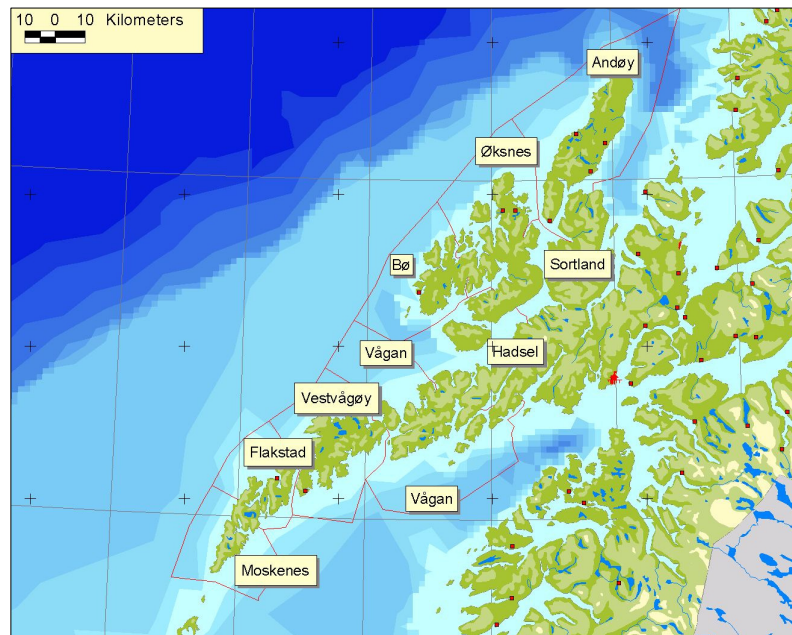 10 0 10 Kilometers
Andøy
Øksnes
Bø
Sortland
Vågan
Hadsel
Vestvågøy
Flakstad
Vågan
Moskenes